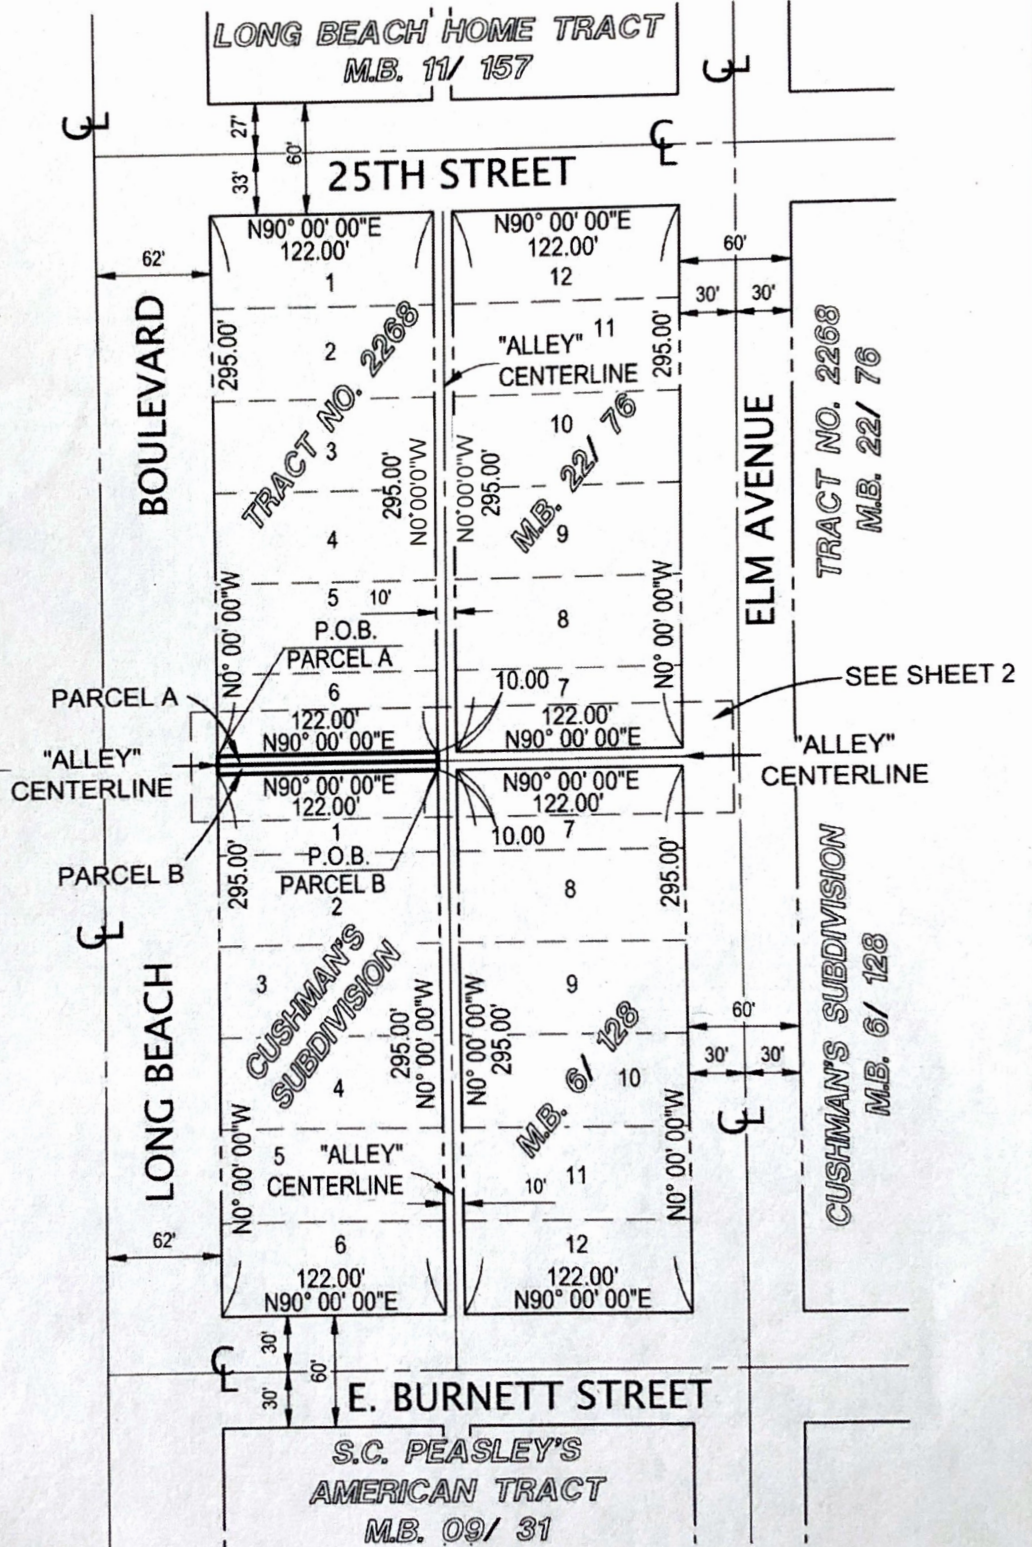 LONG BEACH HOME TRACT
M.B. 11/ 157
℄
℄
27'
60'
33'
℄
25TH STREET
N90° 00' 00"E
122.00'
1
N90° 00' 00"E
122.00'
12
62'
60'
30'
30'
BOULEVARD
295.00'
2
TRACT NO. 2268
3
4
295.00'
N0°00'0"W
"ALLEY"
CENTERLINE
11
295.00'
10
N0°00'0"W
295.00'
M.B. 22/ 76
9
ELM AVENUE
TRACT NO. 2268
M.B. 22/ 76
5
10'
8
N0° 00' 00"W
P.O.B.
PARCEL A
N0° 00' 00"W
6
10.00
7
SEE SHEET 2
PARCEL A
122.00'
N90° 00' 00"E
122.00'
N90° 00' 00"E
"ALLEY"
CENTERLINE
"ALLEY"
CENTERLINE
N90° 00' 00"E
122.00'
1
N90° 00' 00"E
122.00'
10.00
7
PARCEL B
295.00'
P.O.B.
PARCEL B
2
295.00'
8
℄
LONG BEACH
3
CUSHMAN'S
SUBDIVISION
4
295.00'
N0° 00' 00"W
N0° 00' 00"W
295.00'
9
M.B. 6/ 128
10
60'
30'
30'
℄
CUSHMAN'S SUBDIVISION
M.B. 6/ 128
N0° 00' 00"W
5
"ALLEY"
CENTERLINE
10'
11
N0° 00' 00"W
62'
6
122.00'
N90° 00' 00"E
12
122.00'
N90° 00' 00"E
℄
30'
60'
30'
E. BURNETT STREET
S.C. PEASLEY'S
AMERICAN TRACT
M.B. 09/ 31